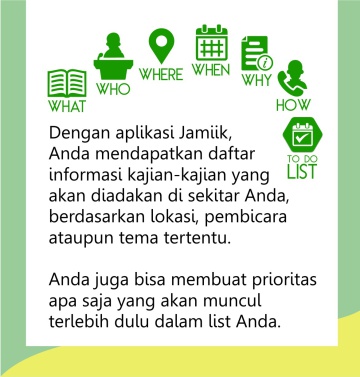 WHAT
WHO
WHERE
WHEN
WHY
HOW
TO DO
LIST
Dengan aplikasi Jamiik,
Anda mendapatkan daftar
informasi kajian-kajian yang
akan diadakan di sekitar Anda,
berdasarkan lokasi, pembicara
ataupun tema tertentu.
Anda juga bisa membuat prioritas
apa saja yang akan muncul
terlebih dulu dalam list Anda.